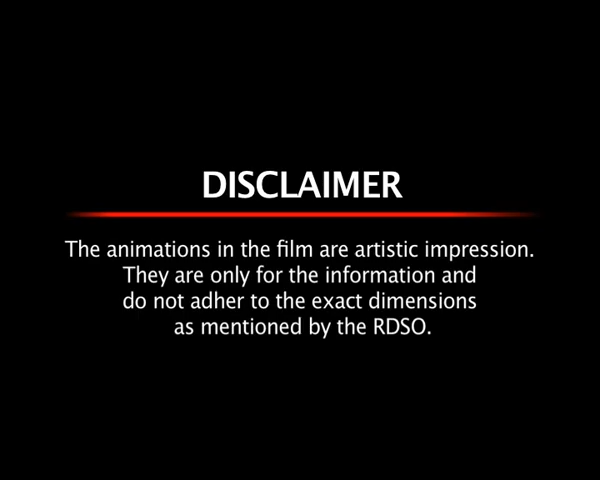 DISCLAIMER
The animations in the film are artistic impression.
They are only for the information and
do not adher to the exact dimensions
as mentioned by the RDSO.